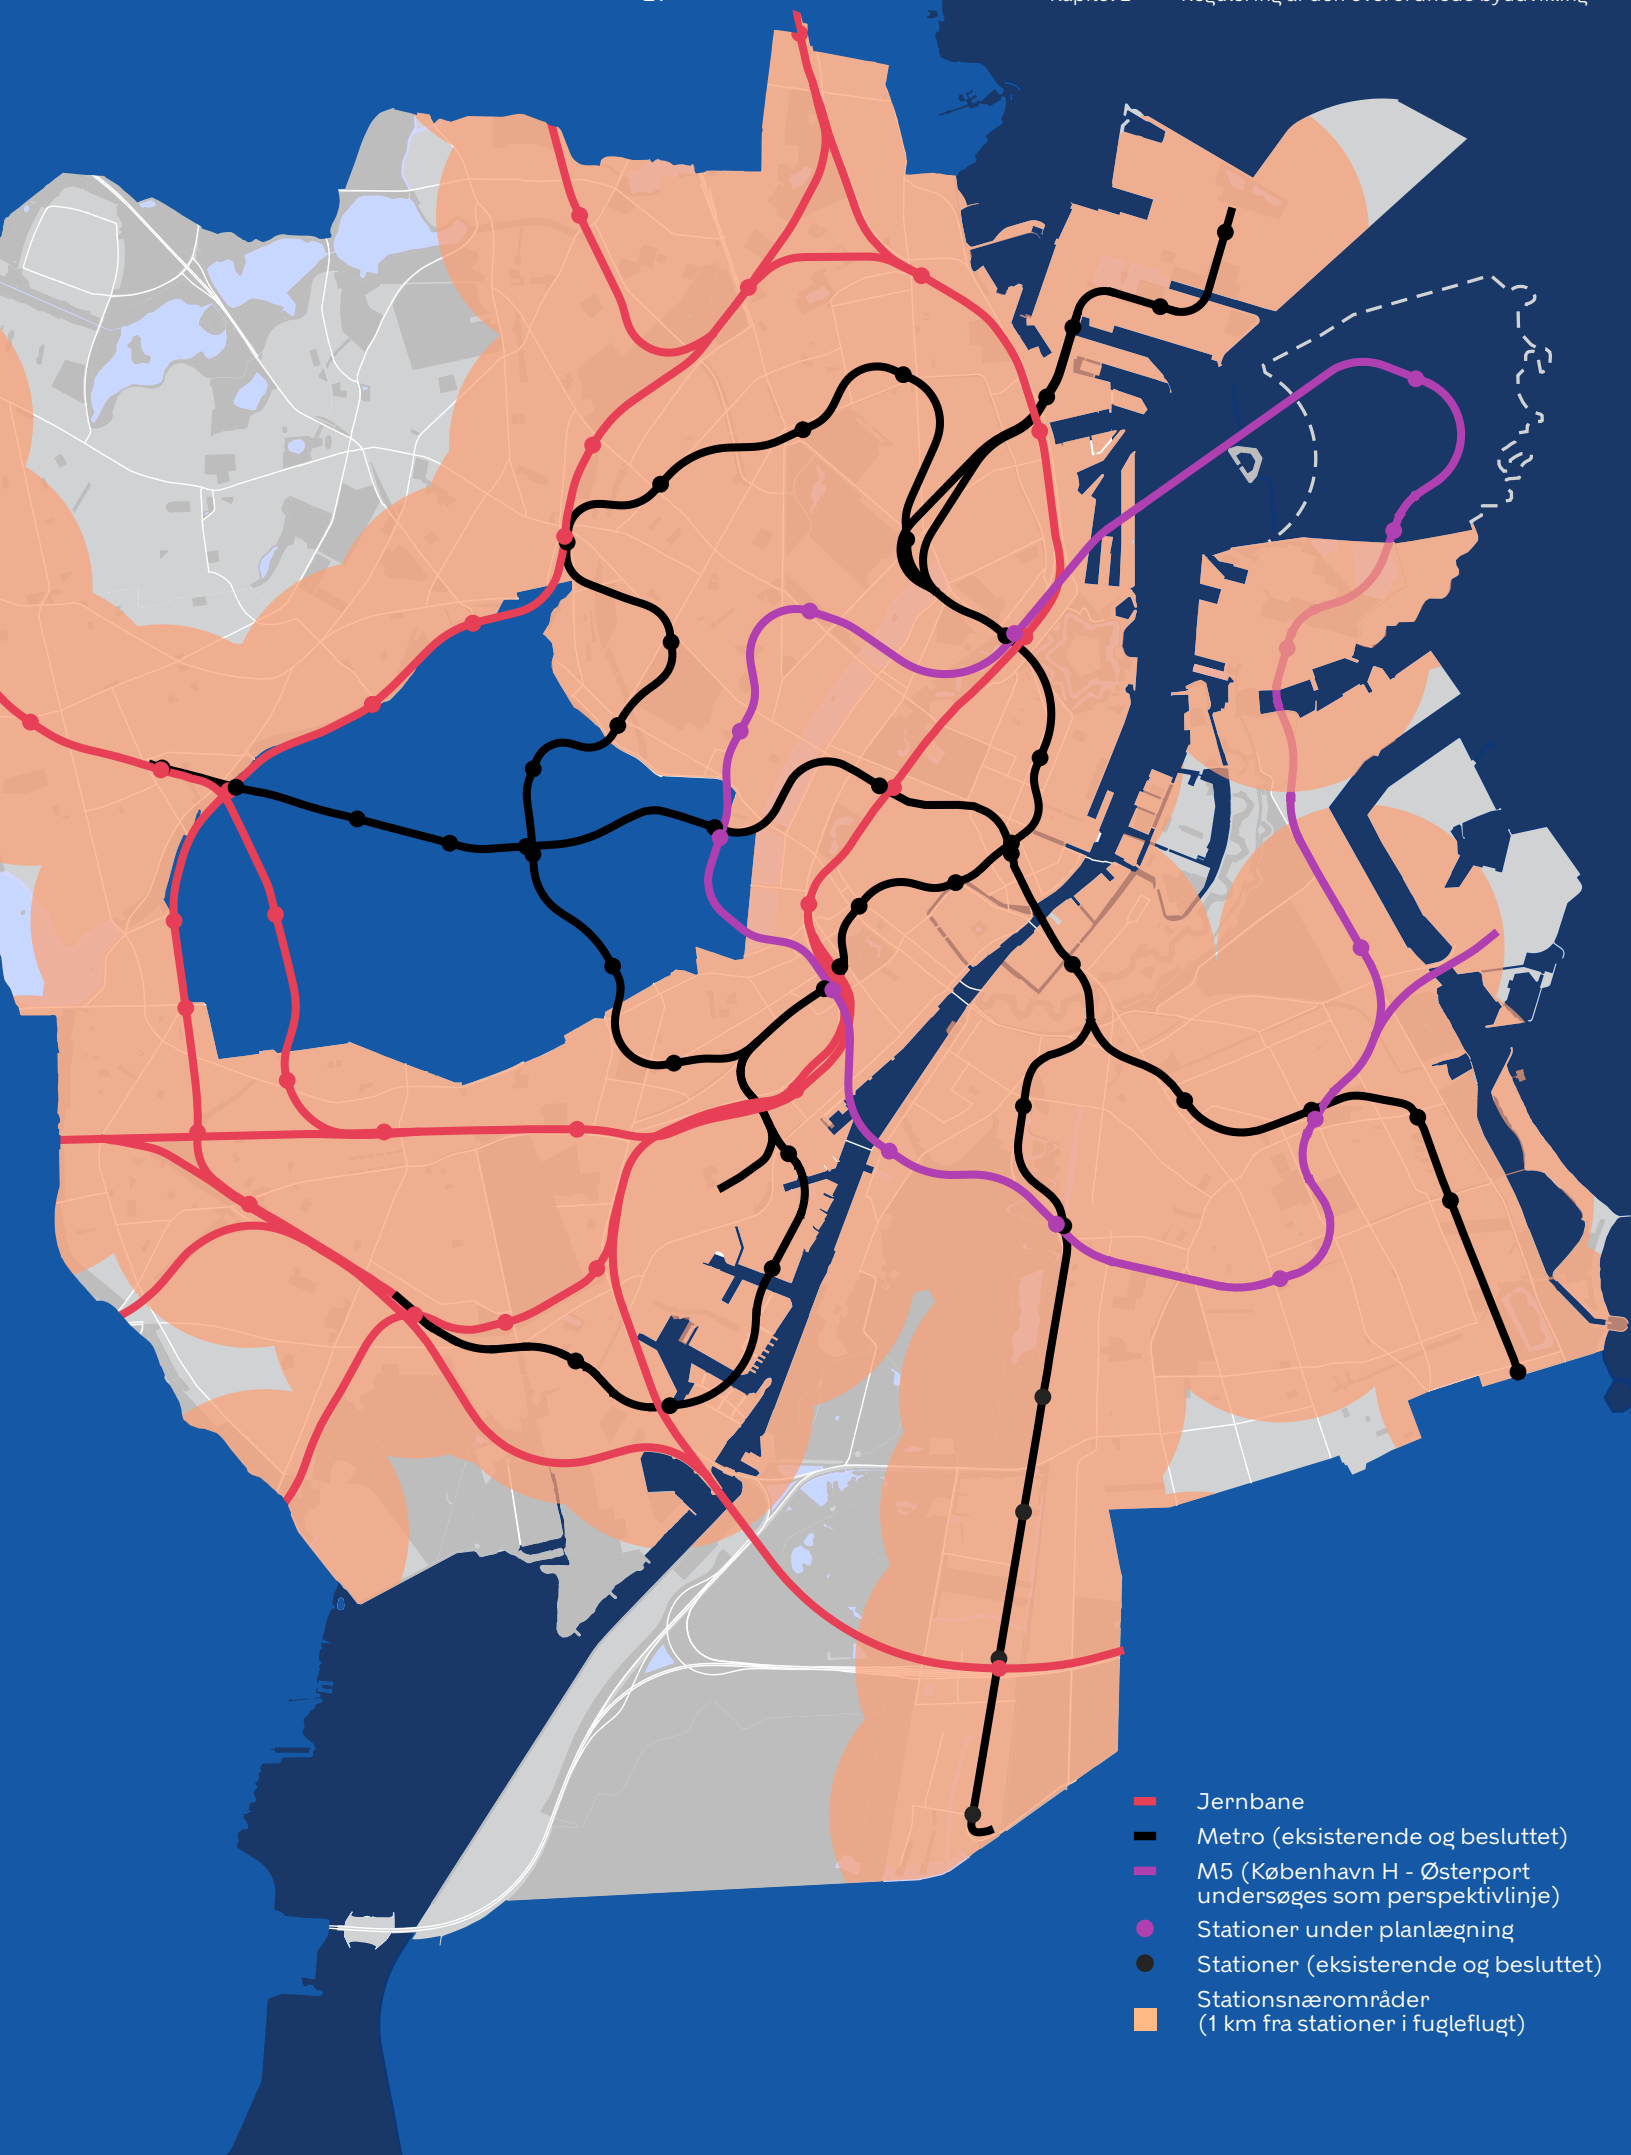 Jernbane
Metro (eksisterende og besluttet)
M5 (København H - Østerport
undersøges som perspektivlinje)
Stationer under planlægning
Stationer (eksisterende og besluttet)
Stationsnærområder
(1 km fra stationer i fugleflugt)